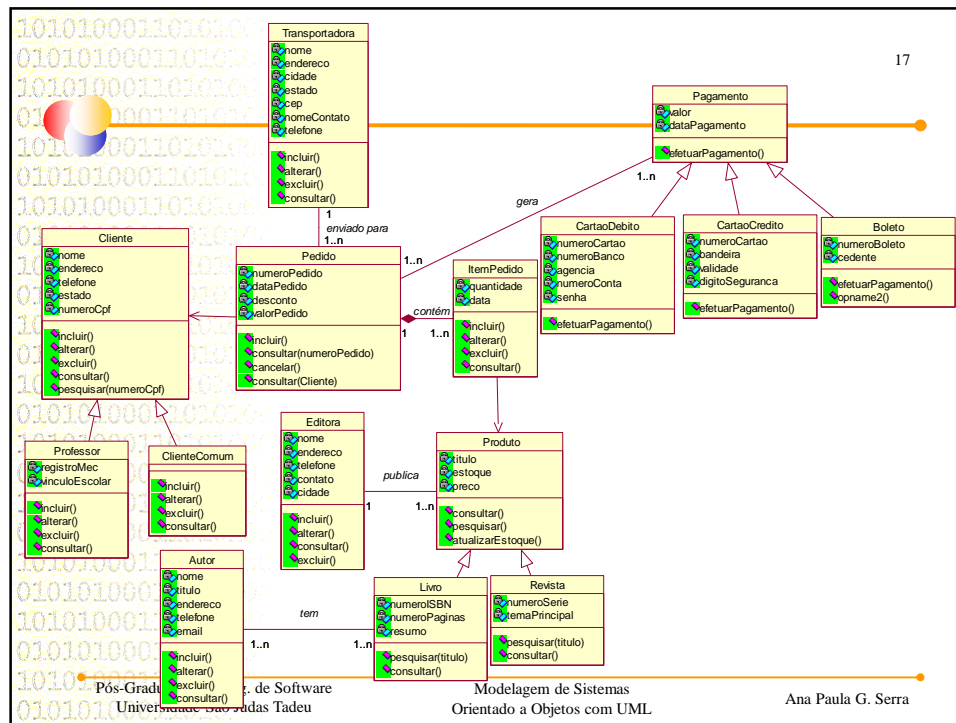 17
Transportadora
nome
endereco
cidade
estado
cep
nomeContato
telefone
incluir()
alterar()
excluir()
consultar()
1
enviado para
1..n
Pagamento
valor
dataPagamento
efetuarPagamento()
1..n
gera
1..n
Cliente
nome
endereco
telefone
estado
numeroCpf
incluir()
alterar()
excluir()
consultar()
pesquisar(numeroCpf)
Pedido
numeroPedido
dataPedido
desconto
valorPedido
incluir()
consultar(numeroPedido)
cancelar()
consultar(Cliente)
contém
1
1..n
ItemPedido
quantidade
data
incluir()
alterar()
excluir()
consultar()
CartaoDebito
numeroCartao
numeroBanco
agencia
numeroConta
senha
efetuarPagamento()
CartaoCredito
numeroCartao
bandeira
validade
digitoSeguranca
efetuarPagamento()
Boleto
numeroBoleto
cedente
efetuarPagamento()
opname2()
Professor
registroMec
vinculoEscolar
incluir()
alterar()
excluir()
consultar()
ClienteComum
incluir()
alterar()
excluir()
consultar()
Editora
nome
endereco
telefone
contato
cidade
incluir()
alterar()
consultar()
excluir()
publica
1
1..n
Produto
titulo
estoque
preco
consultar()
pesquisar()
atualizarEstoque()
Autor
nome
titulo
endereco
telefone
email
incluir()
alterar()
excluir()
consultar()
tem
1..n
1..n
Livro
numeroISBN
numeroPaginas
resumo
pesquisar(titulo)
consultar()
Revista
numeroSerie
temaPrincipal
pesquisar(titulo)
consultar()
de Software
Universidade São Judas Tadeu
Modelagem de Sistemas
Orientado a Objetos com UML
Ana Paula G. Serra